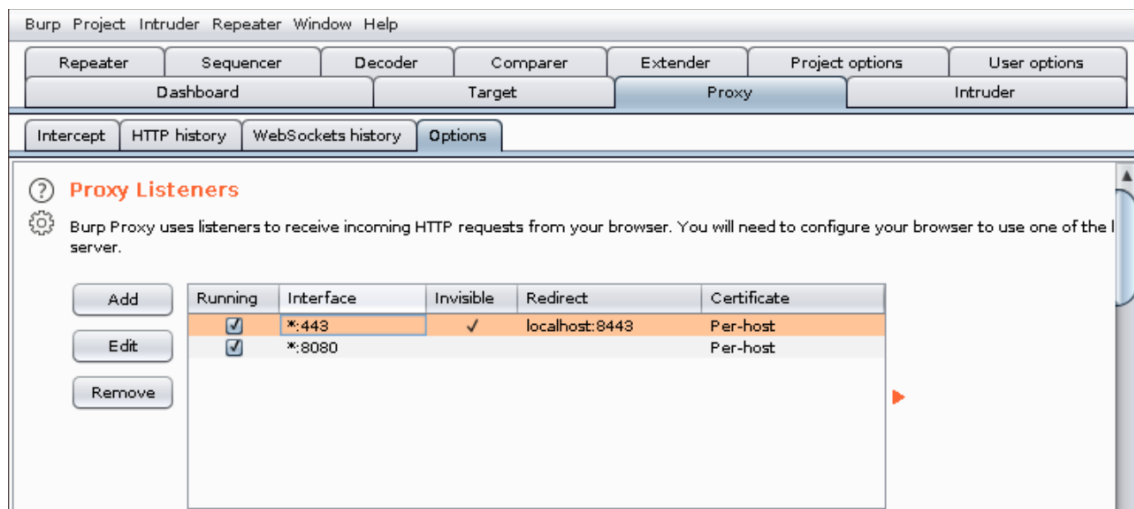 Burp Project Intruder Repeater Window Help
Repeater Sequencer Decoder Comparer Extender Project options User options
Dashboard Target Proxy Intruder
Intercept HTTP history WebSockets history Options
Proxy Listeners
Burp Proxy uses listeners to receive incoming HTTP requests from your browser. You will need to configure your browser to use one of the l
server.
Add Running Interface Invisible Redirect Certificate
*:443 ✓ localhost:8443 Per-host
Edit *:8080 Per-host
Remove